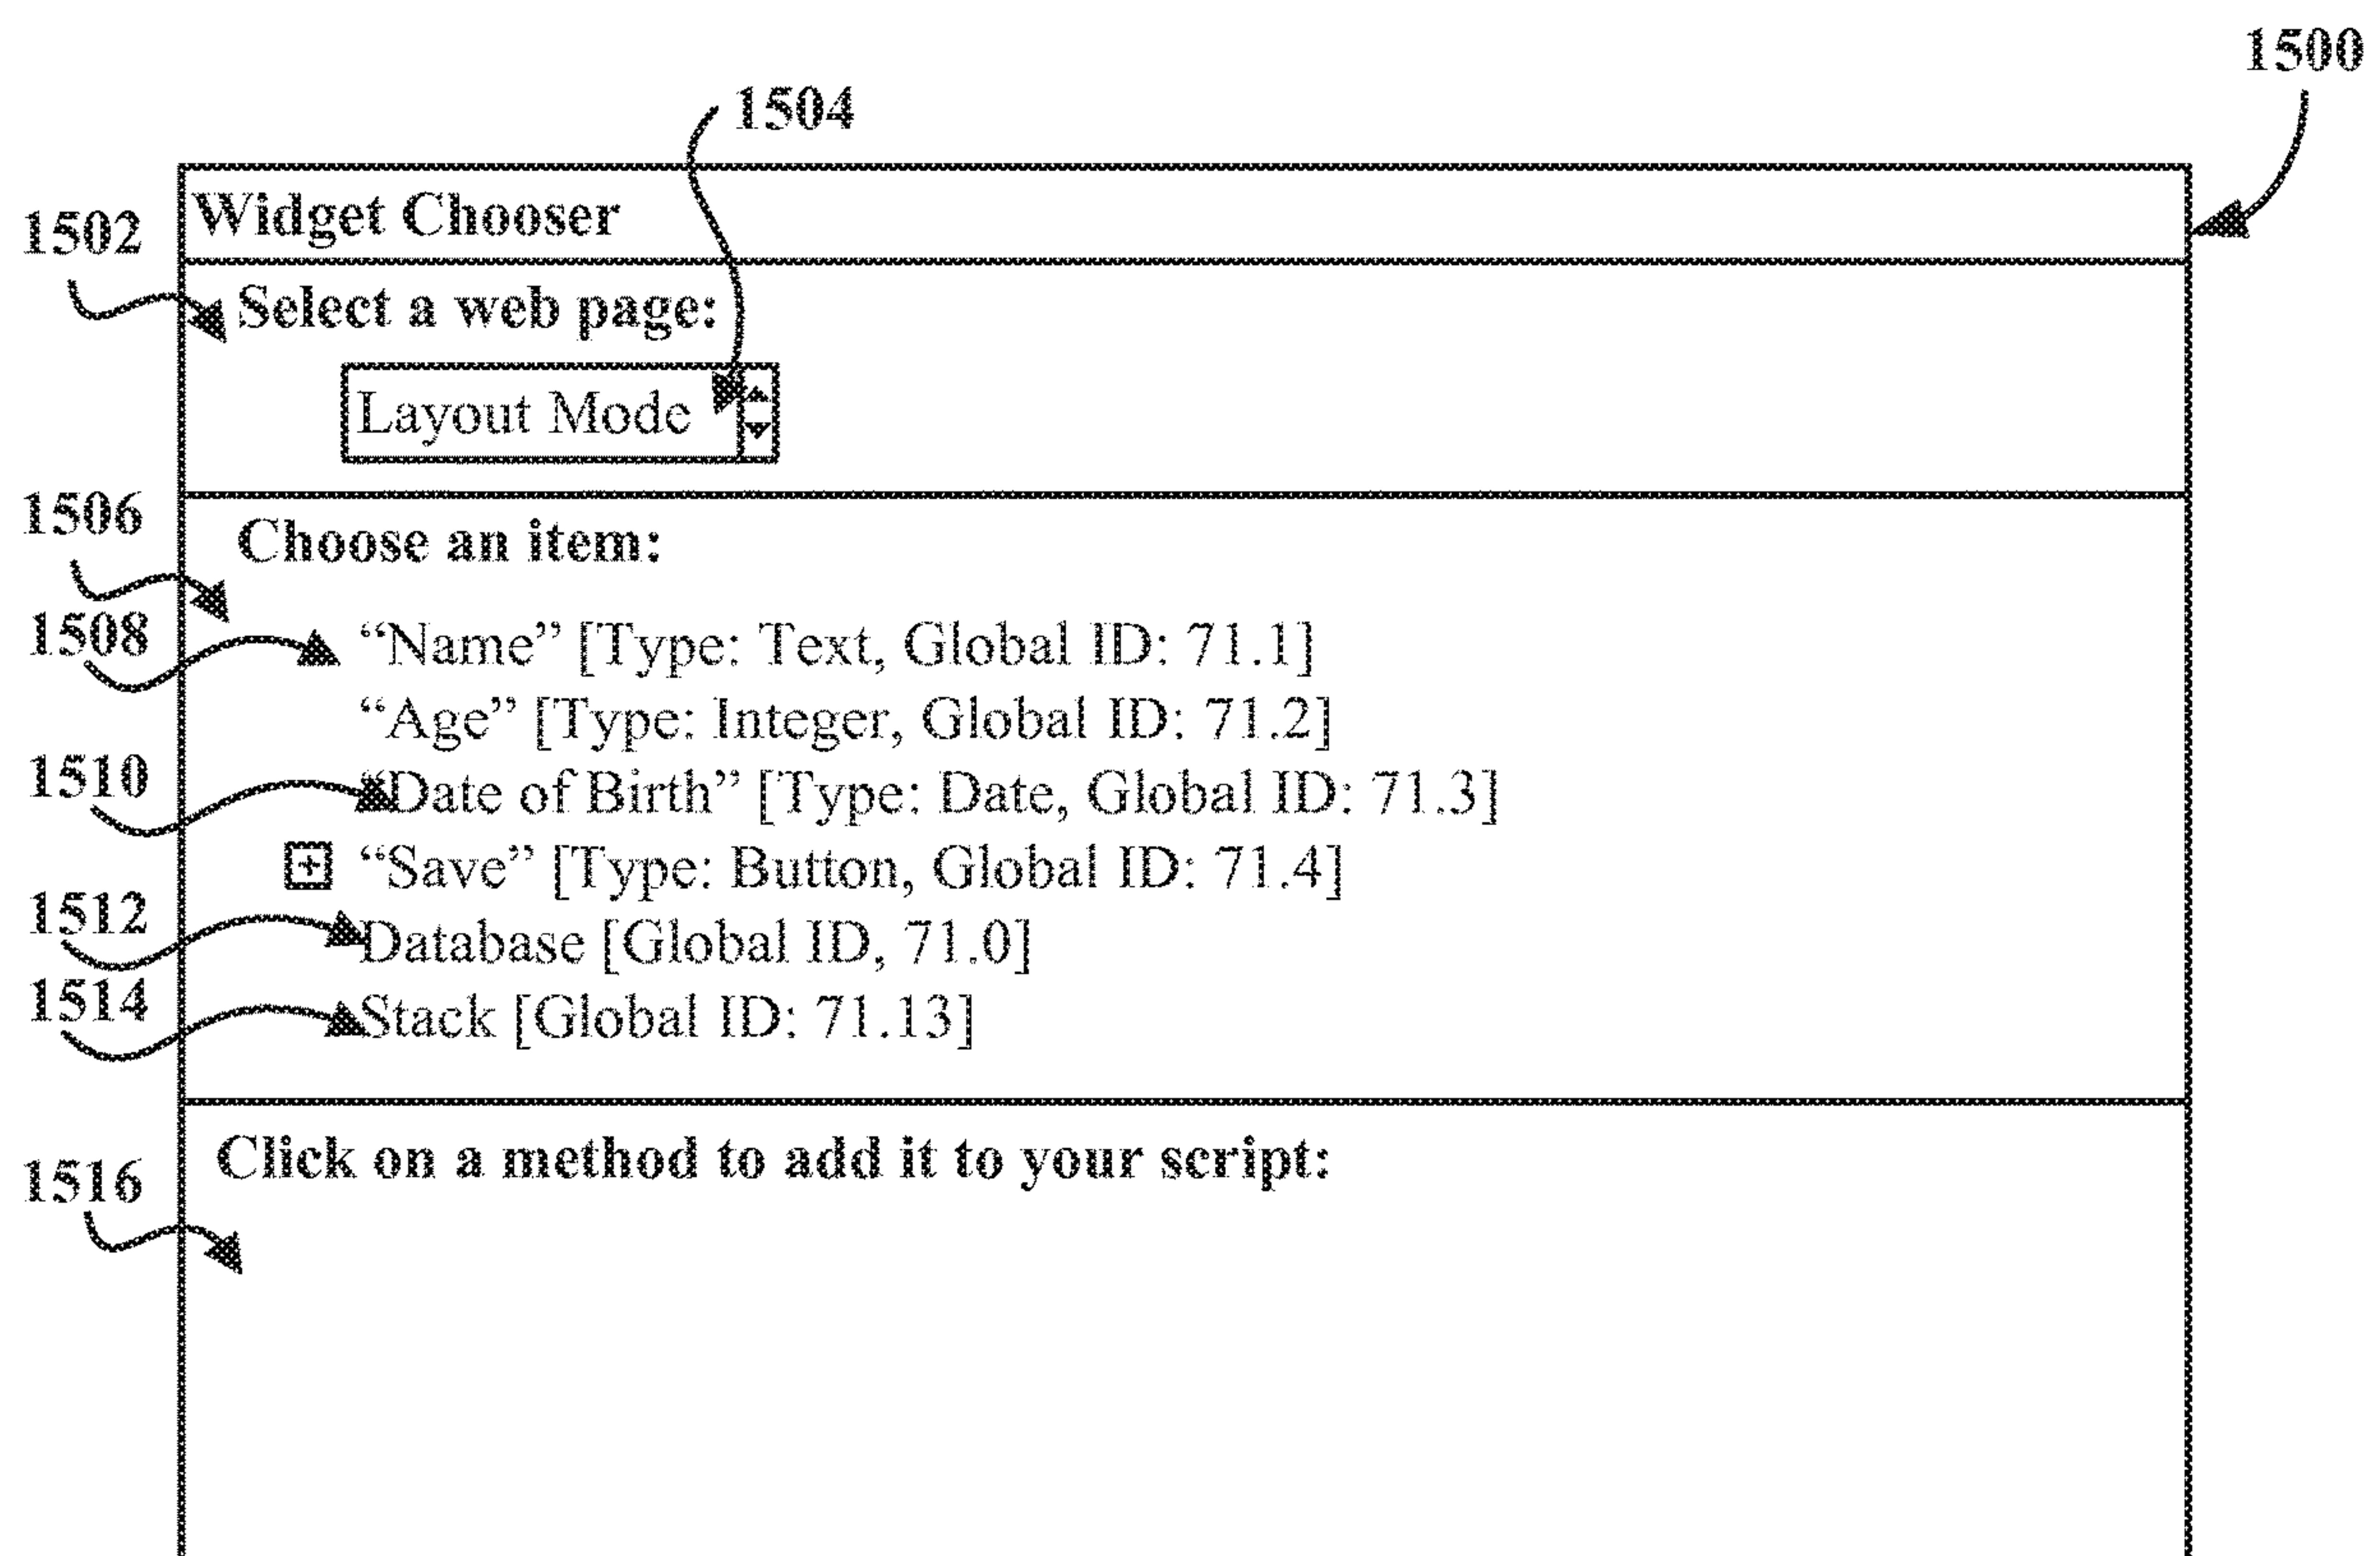 1500
1504
Widget Chooser
1502
Select a web page:
Layout Mode
1506
Choose an item:
1508
“Name” [Type: Text, Global ID: 71.1]
“Age” [Type: Integer, Global ID: 71.2]
1510
“Date of Birth” [Type: Date, Global ID: 71.3]
+ “Save” [Type: Button, Global ID: 71.4]
1512
Database [Global ID, 71.0]
1514
Stack [Global ID: 71.13]
Click on a method to add it to your script:
1516